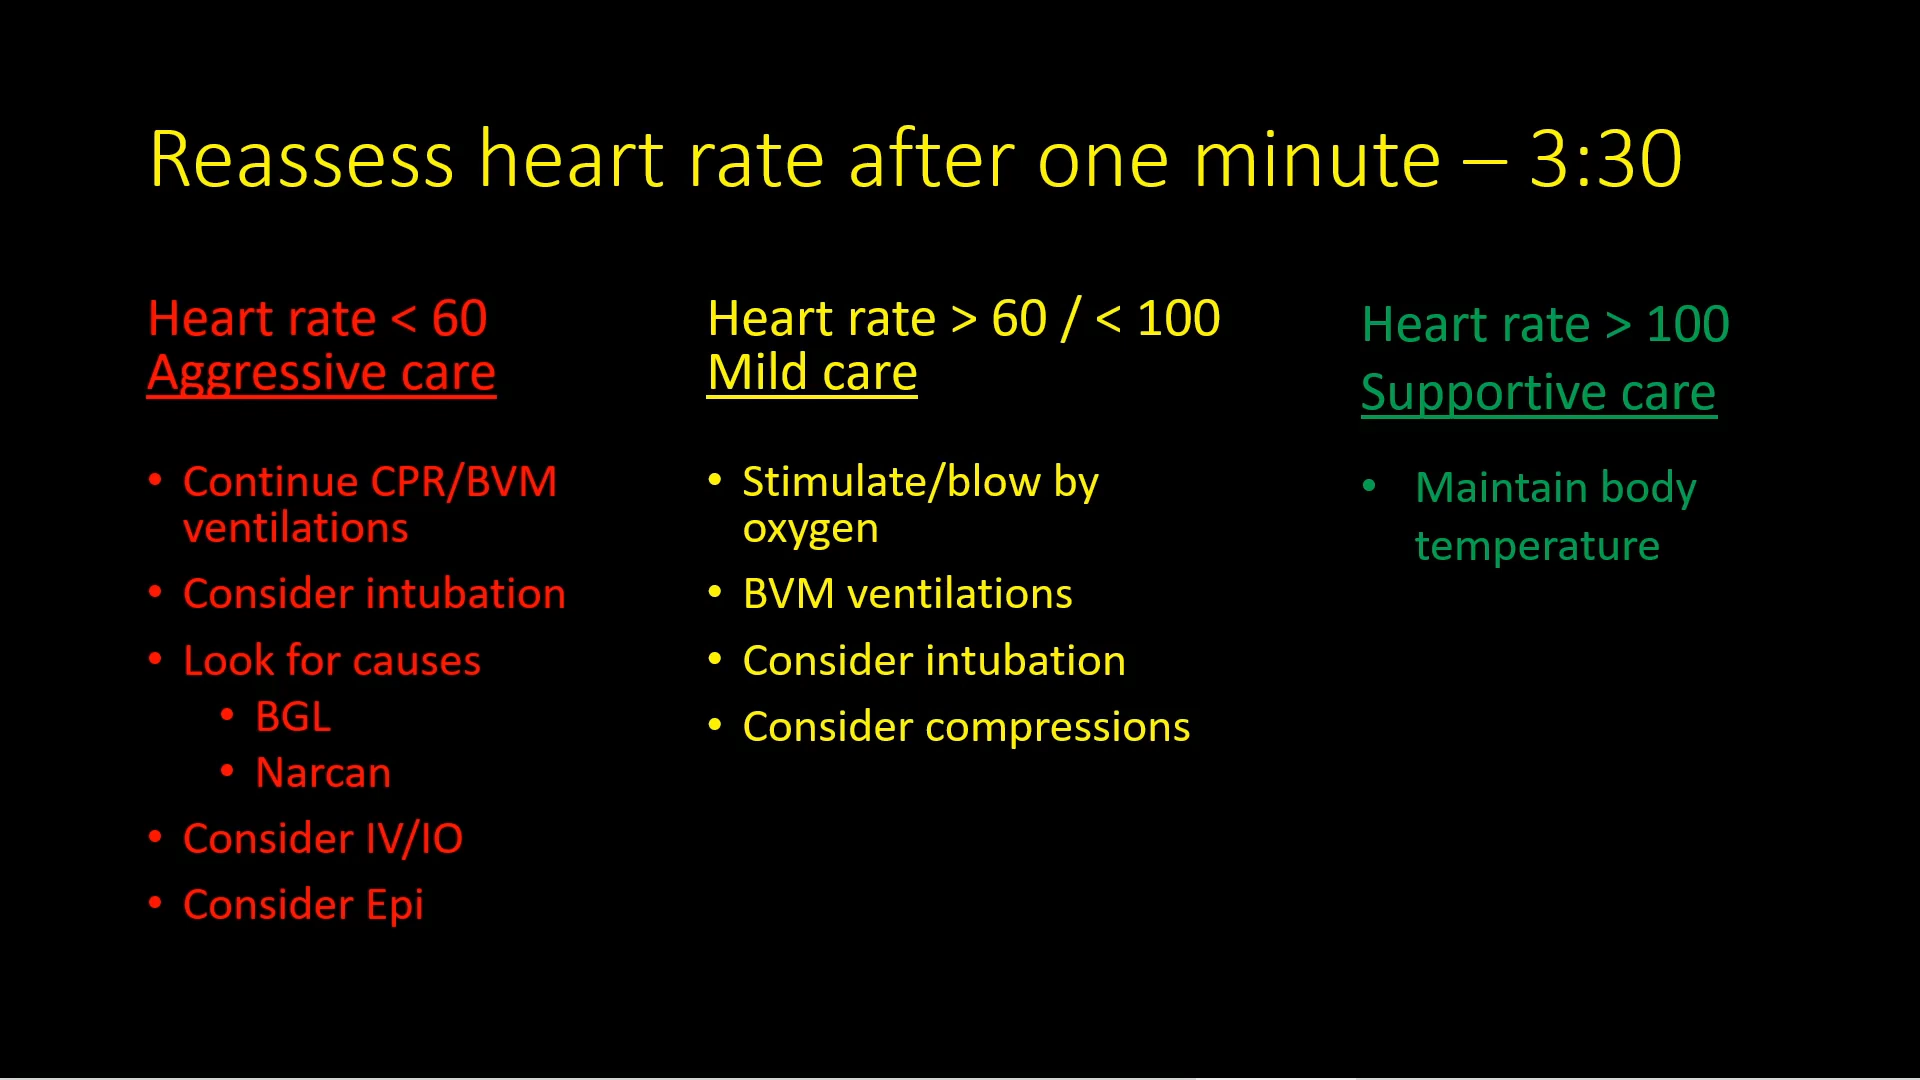 Reassess heart rate after one minute – 3:30
Heart rate < 60
Aggressive care
• Continue CPR/BVM
ventilations
• Consider intubation
• Look for causes
• BGL
• Narcan
• Consider IV/IO
• Consider Epi
Heart rate > 60 / < 100
Mild care
• Stimulate/blow by
oxygen
• BVM ventilations
• Consider intubation
• Consider compressions
Heart rate > 100
Supportive care
• Maintain body
temperature